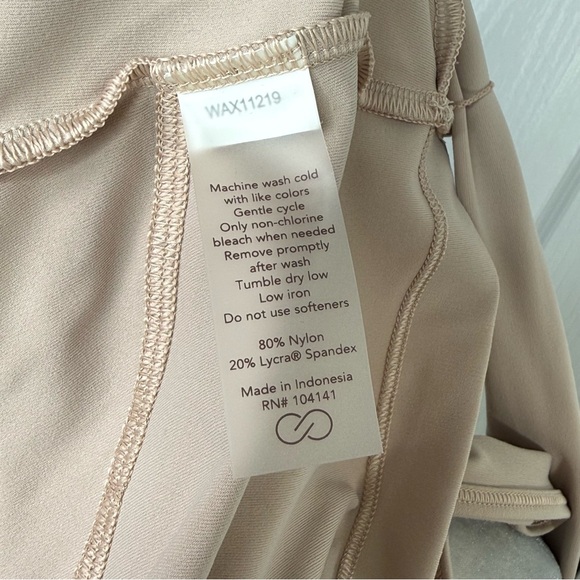 WAX11219
Machine wash cold
with like colors
Gentle cycle
Only non-chlorine
bleach when needed
Remove promptly
after wash
Tumble dry low
Low iron
Do not use softeners
80% Nylon
20% Lycra® Spandex
Made in Indonesia
RN# 104141